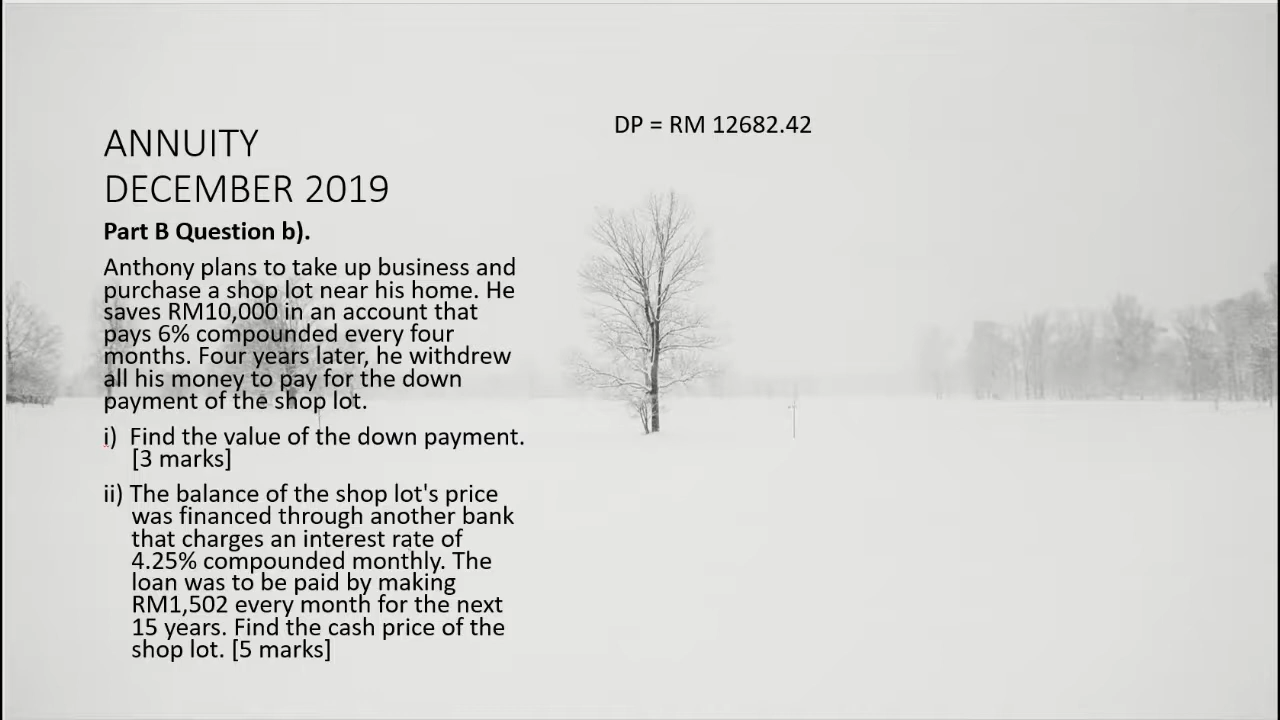 ANNUITY
DECEMBER 2019
Part B Question b).
Anthony plans to take up business and
purchase a shop lot near his home. He
saves RM10,000 in an account that
pays 6% compounded every four
months. Four years later, he withdrew
all his money to pay for the down
payment of the shop lot.
i) Find the value of the down payment.
[3 marks]
ii) The balance of the shop lot's price
was financed through another bank
that charges an interest rate of
4.25% compounded monthly. The
loan was to be paid by making
RM1,502 every month for the next
15 years. Find the cash price of the
shop lot. [5 marks]
DP = RM 12682.42